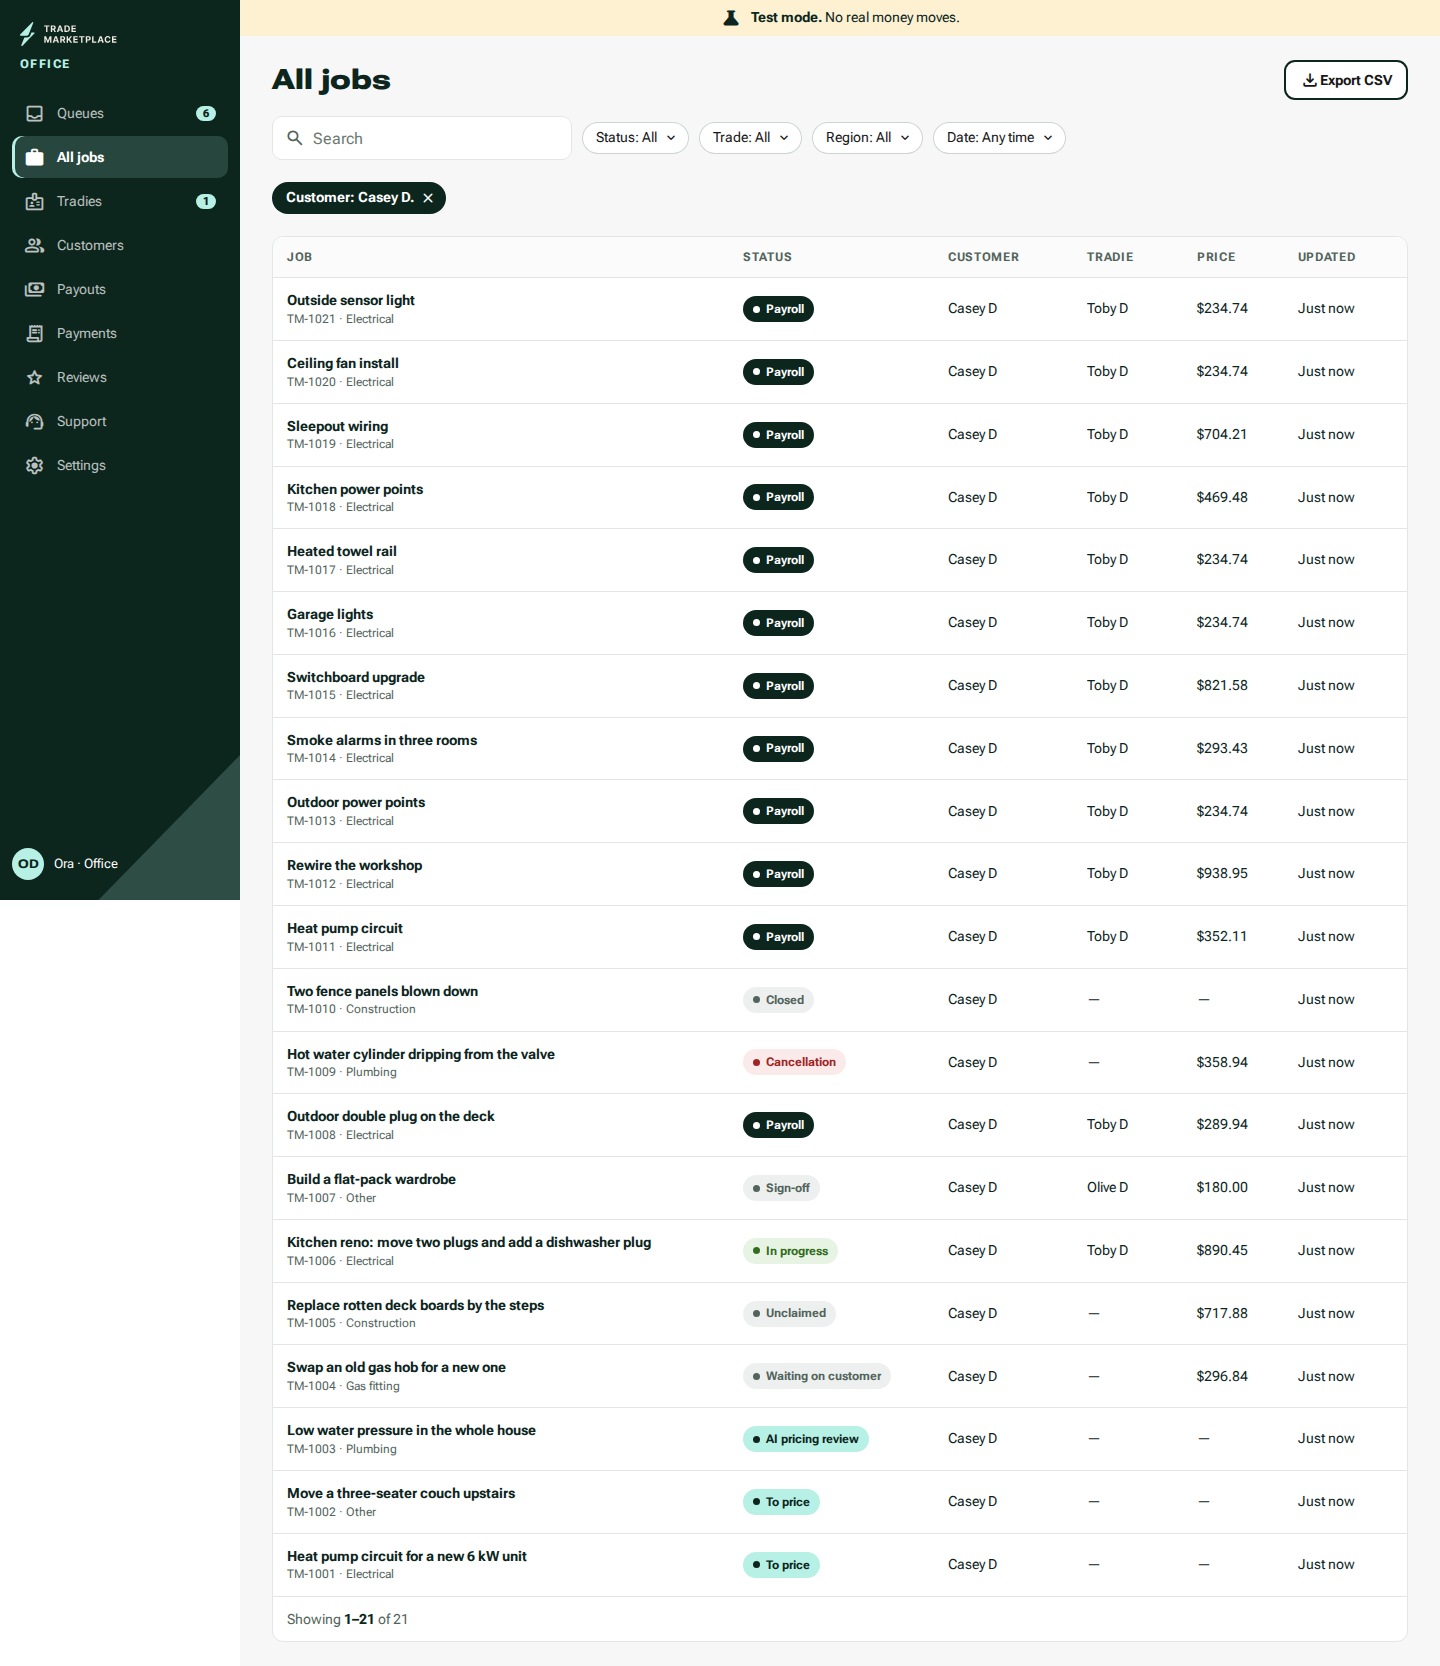 TRADE
MARKETPLACE
OFFICE
Queues 6
All jobs
Tradies 1
Customers
Payouts
Payments
Reviews
Support
Settings
OD Ora · Office
Test mode. No real money moves.
All jobs
Export CSV
Search
Status: All
Trade: All
Region: All
Date: Any time
Customer: Casey D.
JOB STATUS CUSTOMER TRADIE PRICE UPDATED
Outside sensor light
TM-1021 · Electrical
Payroll Casey D Toby D $234.74 Just now
Ceiling fan install
TM-1020 · Electrical
Payroll Casey D Toby D $234.74 Just now
Sleepout wiring
TM-1019 · Electrical
Payroll Casey D Toby D $704.21 Just now
Kitchen power points
TM-1018 · Electrical
Payroll Casey D Toby D $469.48 Just now
Heated towel rail
TM-1017 · Electrical
Payroll Casey D Toby D $234.74 Just now
Garage lights
TM-1016 · Electrical
Payroll Casey D Toby D $234.74 Just now
Switchboard upgrade
TM-1015 · Electrical
Payroll Casey D Toby D $821.58 Just now
Smoke alarms in three rooms
TM-1014 · Electrical
Payroll Casey D Toby D $293.43 Just now
Outdoor power points
TM-1013 · Electrical
Payroll Casey D Toby D $234.74 Just now
Rewire the workshop
TM-1012 · Electrical
Payroll Casey D Toby D $938.95 Just now
Heat pump circuit
TM-1011 · Electrical
Payroll Casey D Toby D $352.11 Just now
Two fence panels blown down
TM-1010 · Construction
Closed Casey D — — Just now
Hot water cylinder dripping from the valve
TM-1009 · Plumbing
Cancellation Casey D — $358.94 Just now
Outdoor double plug on the deck
TM-1008 · Electrical
Payroll Casey D Toby D $289.94 Just now
Build a flat-pack wardrobe
TM-1007 · Other
Sign-off Casey D Olive D $180.00 Just now
Kitchen reno: move two plugs and add a dishwasher plug
TM-1006 · Electrical
In progress Casey D Toby D $890.45 Just now
Replace rotten deck boards by the steps
TM-1005 · Construction
Unclaimed Casey D — $717.88 Just now
Swap an old gas hob for a new one
TM-1004 · Gas fitting
Waiting on customer Casey D — $296.84 Just now
Low water pressure in the whole house
TM-1003 · Plumbing
AI pricing review Casey D — — Just now
Move a three-seater couch upstairs
TM-1002 · Other
To price Casey D — — Just now
Heat pump circuit for a new 6 kW unit
TM-1001 · Electrical
To price Casey D — — Just now
Showing 1–21 of 21